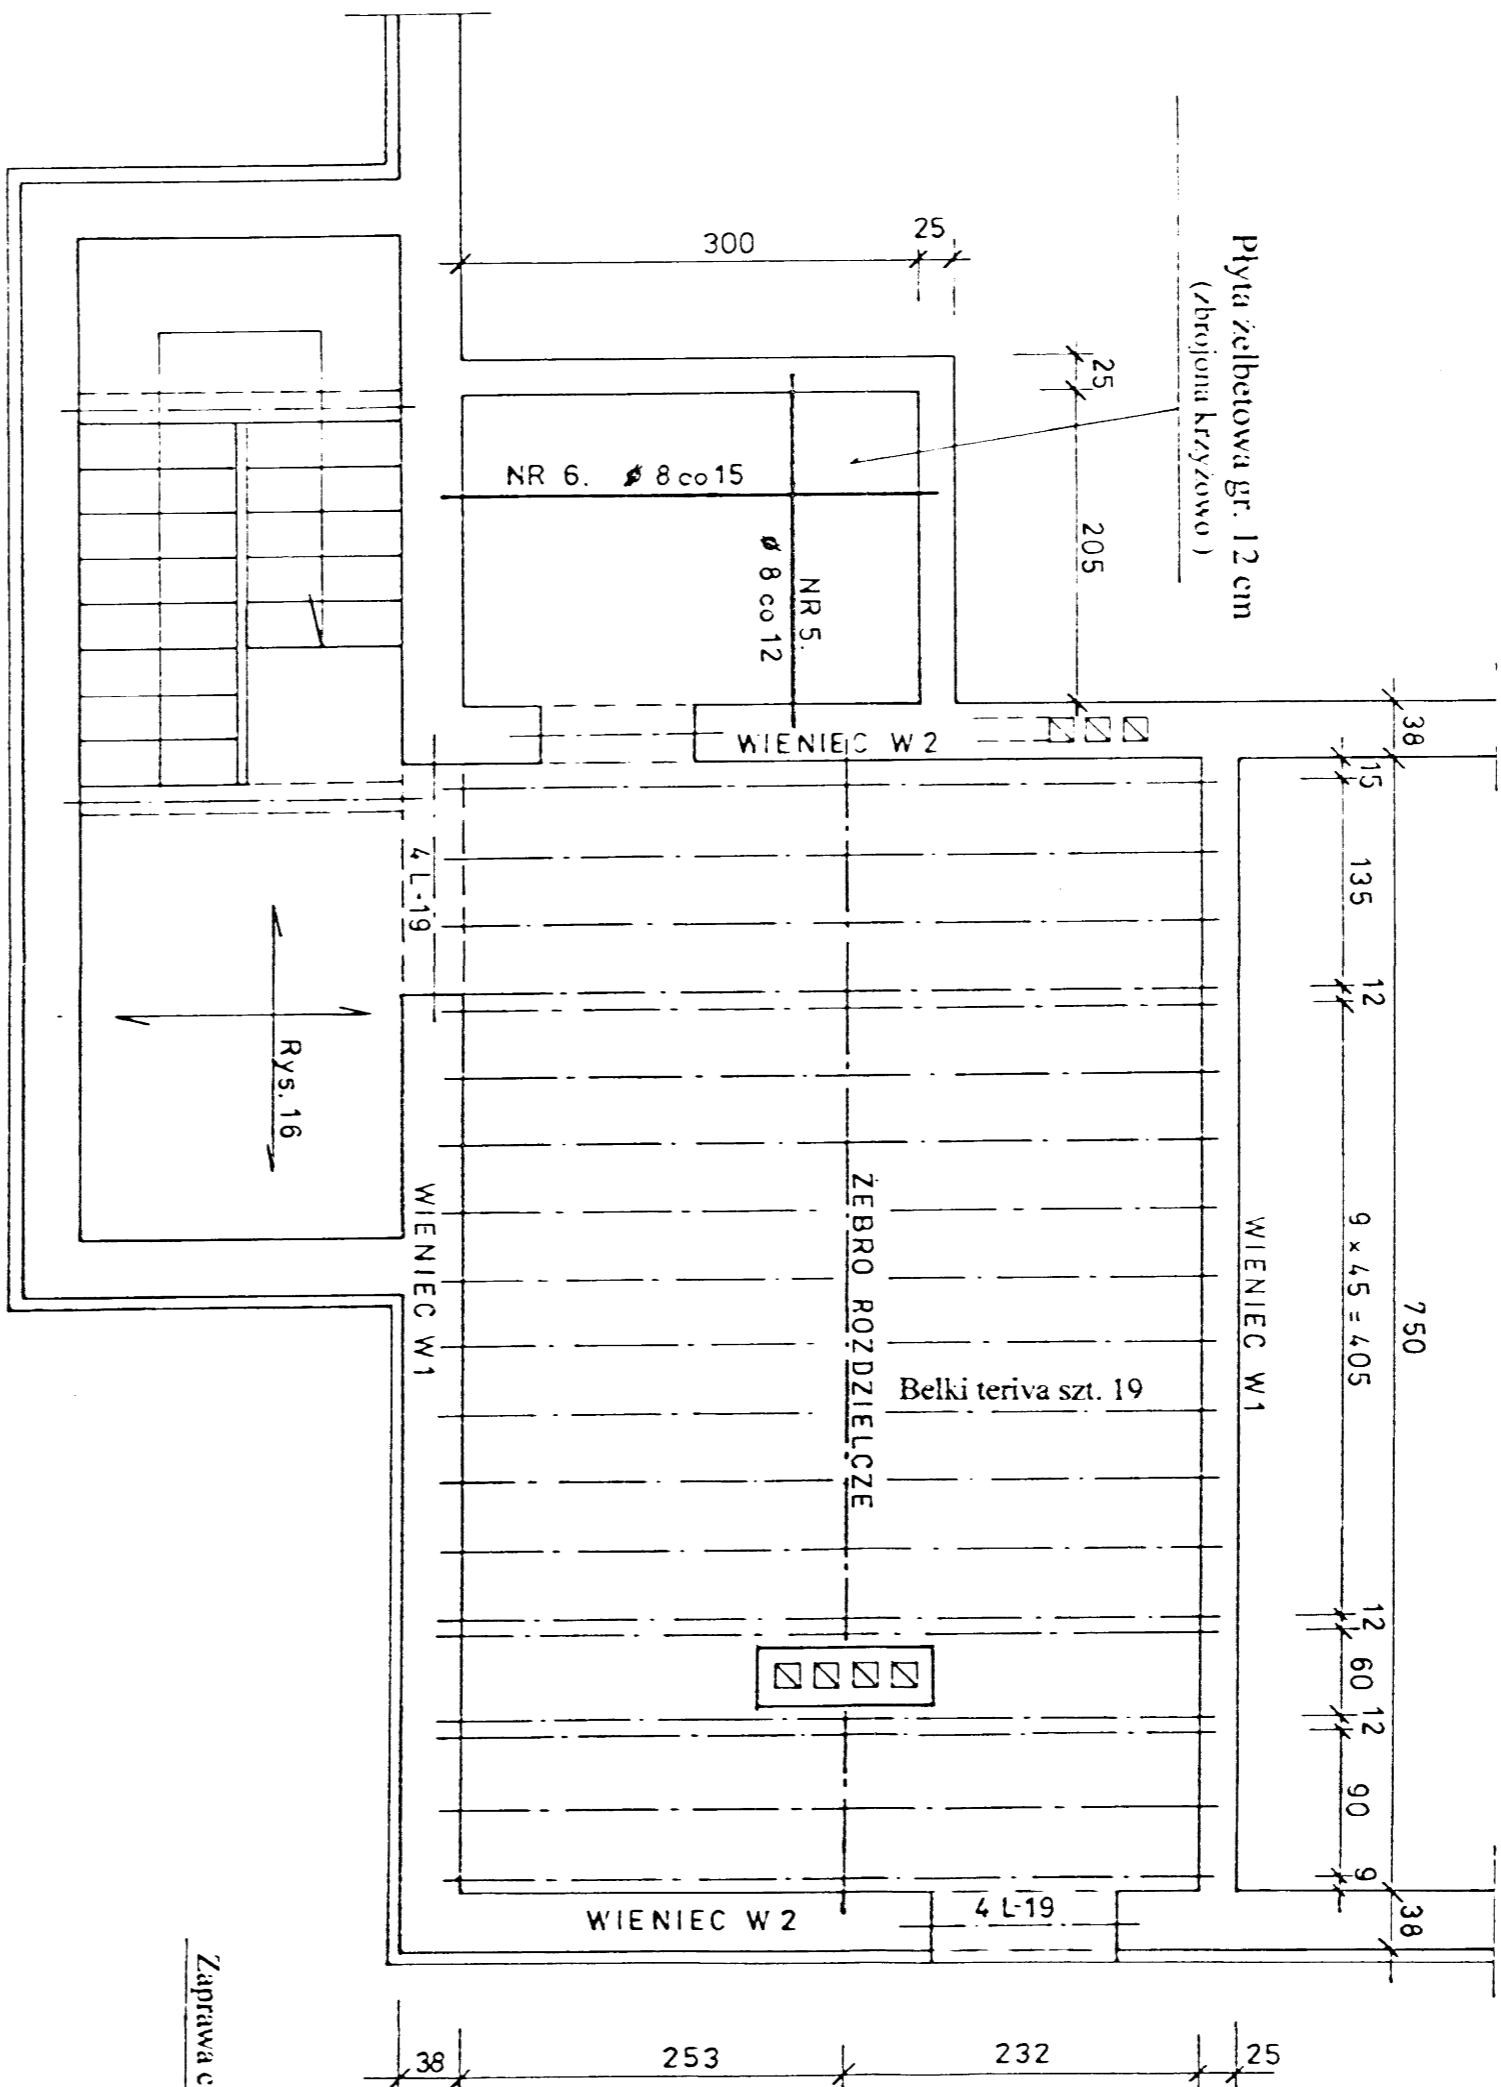 300
25
Płyta żelbetowa gr. 12 cm
(zbrojona krzyżowo)
25
205
NR 6. ø 8 co 15
NR 5.
ø 8 co 12
WIENIEC W2
38
15
135
12
9 × 45 = 405
750
12
60
12
90
9
38
4 L-19
Rys. 16
WIENIEC W1
ŻEBRO ROZDZIELCZE
WIENIEC W1
Belki teriva szt. 19
WIENIEC W2
4 L-19
Zaprawa c
38
253
232
25